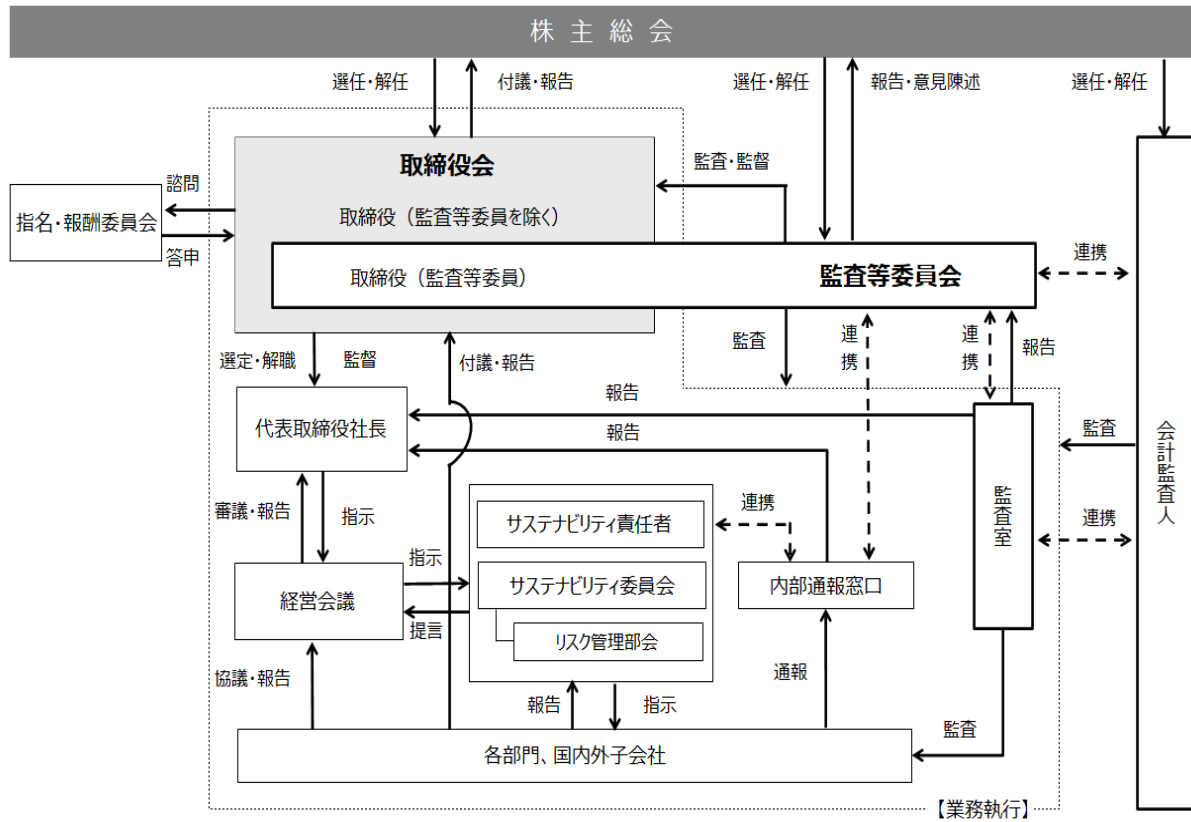 株主総会
選任・解任
付議・報告
選任・解任
報告・意見陳述
選任・解任
取締役会
監査・監督
諮問
指名・報酬委員会
取締役（監査等委員を除く）
答申
取締役（監査等委員）
監査等委員会
連携
選定・解職
監督
付議・報告
監査
連携
連携
報告
代表取締役社長
報告
報告
監査
会計監査人
審議・報告
指示
サステナビリティ責任者
連携
監査室
連携
経営会議
指示
サステナビリティ委員会
内部通報窓口
提言
リスク管理部会
協議・報告
報告
指示
通報
監査
各部門、国内外子会社
【業務執行】